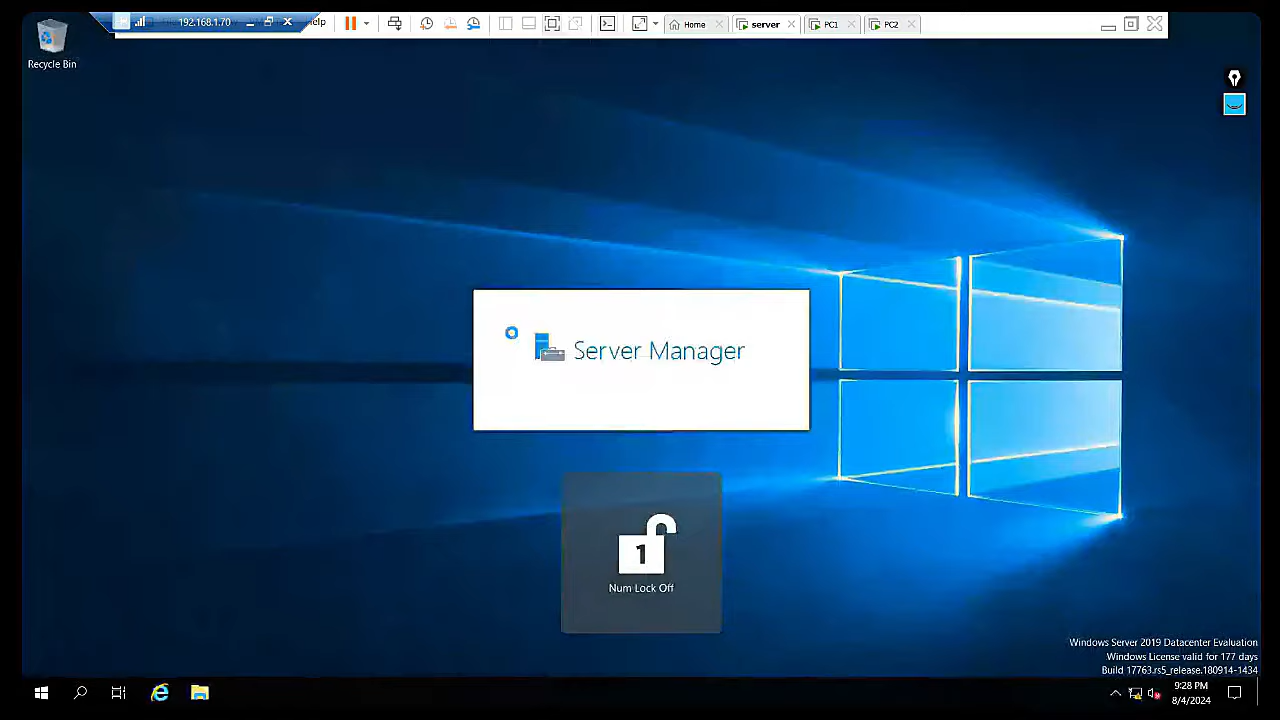 192.168.1.70
lp
Home
server
PC1
PC2
Recycle Bin
Server Manager
1
Num Lock Off
Windows Server 2019 Datacenter Evaluation
Windows License valid for 177 days
Build 17763.rs5_release.180914-1434
9:28 PM
8/4/2024